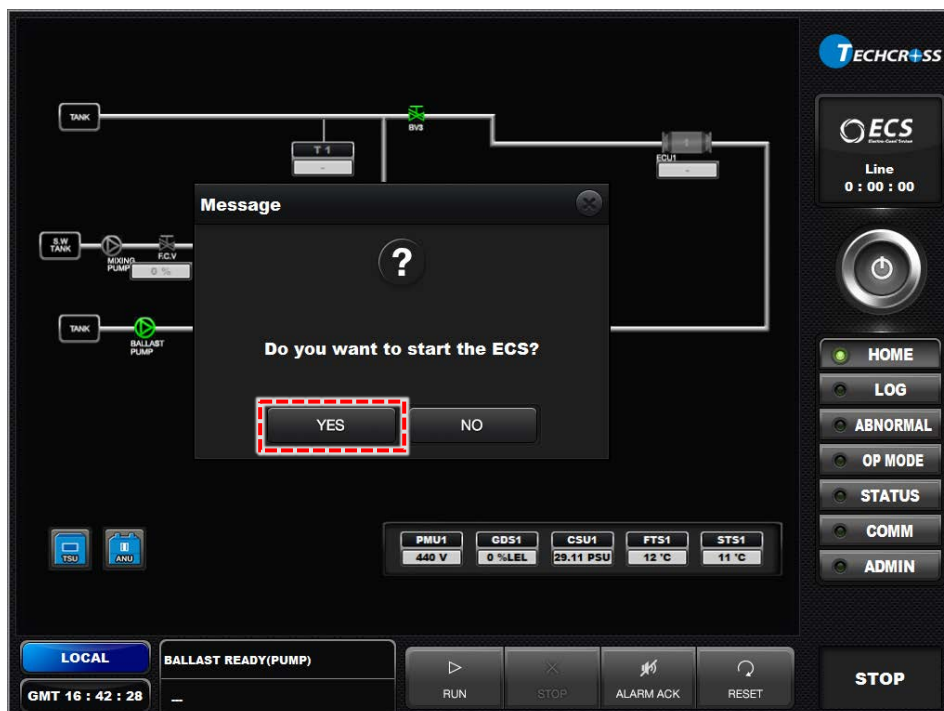 TECHCROSS
TANK
BV3
T 1
-
1
ECU1
-
ECS
Line
0 : 00 : 00
Message
?
Do you want to start the ECS?
YES
NO
S.W
TANK
MIXING
PUMP
F.C.V
0 %
TANK
BALLAST
PUMP
HOME
LOG
ABNORMAL
OP MODE
STATUS
COMM
ADMIN
TSU
ANU
PMU1 GDS1 CSU1 FTS1 STS1
440 V 0 %LEL 29.11 PSU 12 °C 11 °C
LOCAL
BALLAST READY(PUMP)
GMT 16 : 42 : 28
--
RUN
STOP
ALARM ACK
RESET
STOP